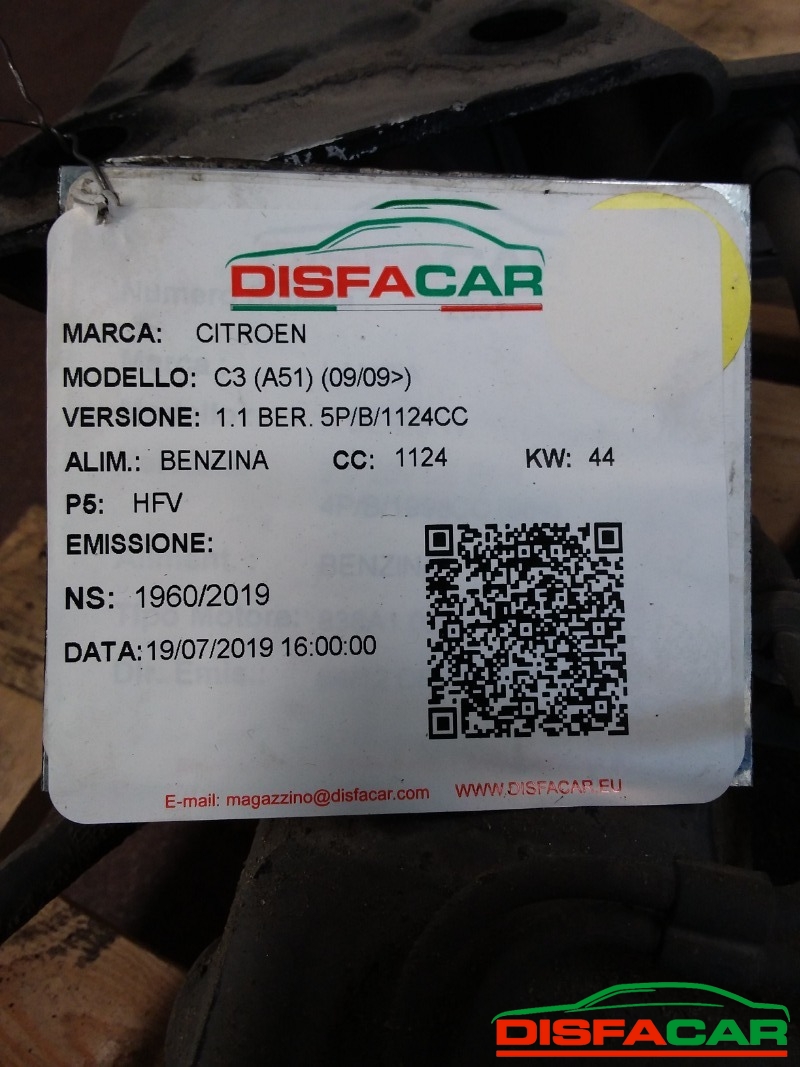 DISFACAR
MARCA: CITROEN
MODELLO: C3 (A51) (09/09>)
VERSIONE: 1.1 BER. 5P/B/1124CC
ALIM.: BENZINA CC: 1124 KW: 44
P5: HFV
EMISSIONE:
NS: 1960/2019
DATA: 19/07/2019 16:00:00
E-mail: magazzino@disfacar.com WWW.DISFACAR.EU
DISFACAR